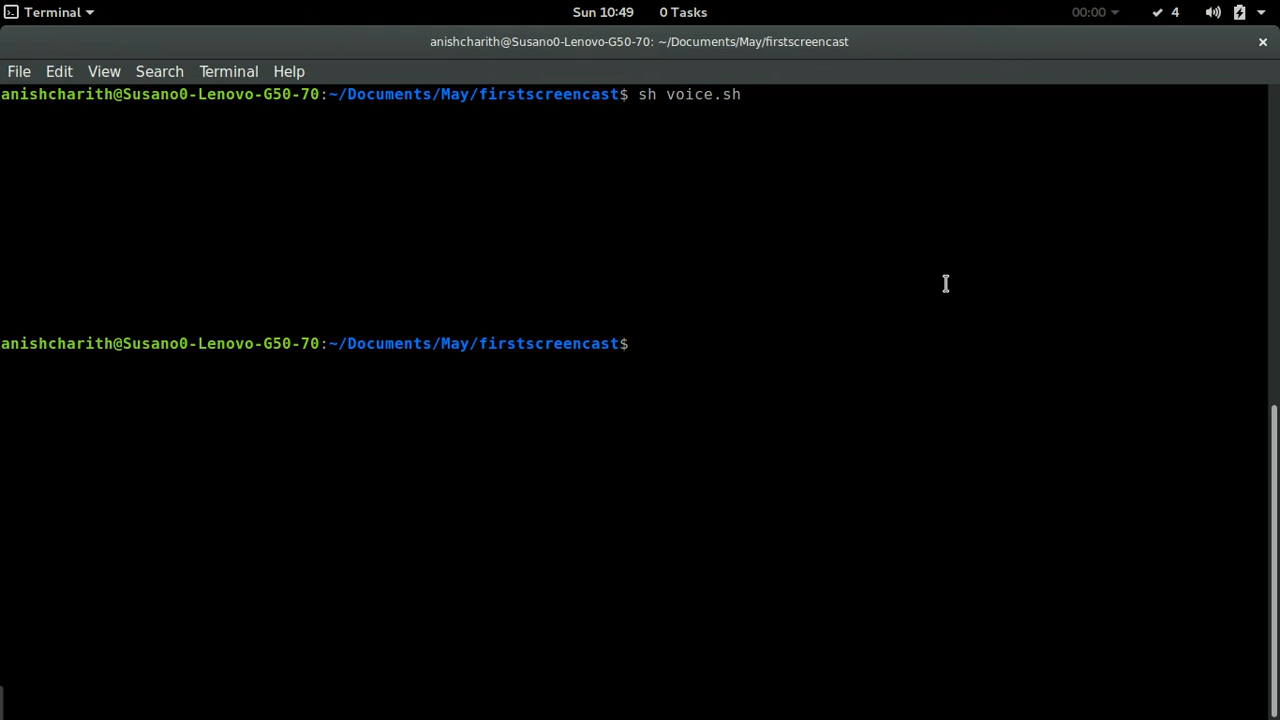 Terminal Sun 10:49 0 Tasks 00:00 4
anishcharith@Susano0-Lenovo-G50-70: ~/Documents/May/firstscreencast
File Edit View Search Terminal Help
anishcharith@Susano0-Lenovo-G50-70:~/Documents/May/firstscreencast$ sh voice.sh
anishcharith@Susano0-Lenovo-G50-70:~/Documents/May/firstscreencast$